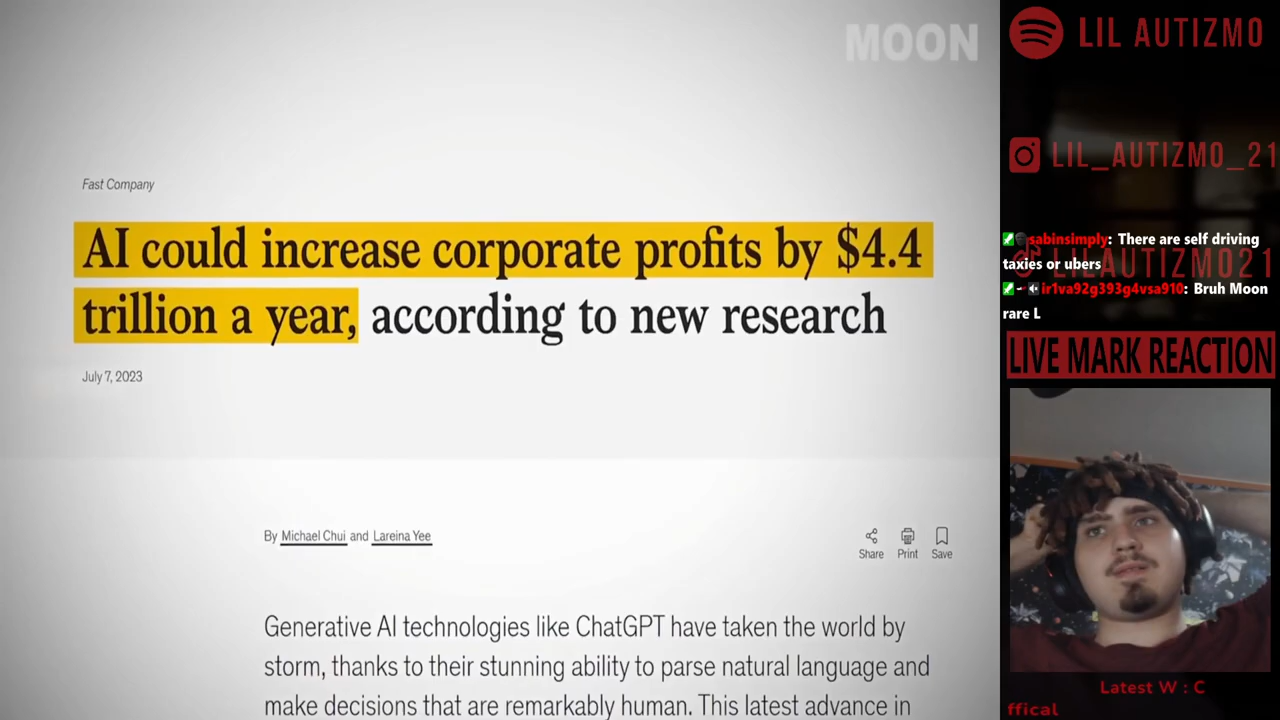 MOON
Fast Company
AI could increase corporate profits by $4.4
trillion a year, according to new research
July 7, 2023
By Michael Chui and Lareina Yee
Share
Print
Save
Generative AI technologies like ChatGPT have taken the world by
storm, thanks to their stunning ability to parse natural language and
make decisions that are remarkably human. This latest advance in
LIL AUTIZMO
LIL_AUTIZMO_21
sabinsimply: There are self driving
taxies or ubers
LILAUTIZMO21
ir1va92g393g4vsa910: Bruh Moon
rare L
LIVE MARK REACTION
Latest W : C
ffical